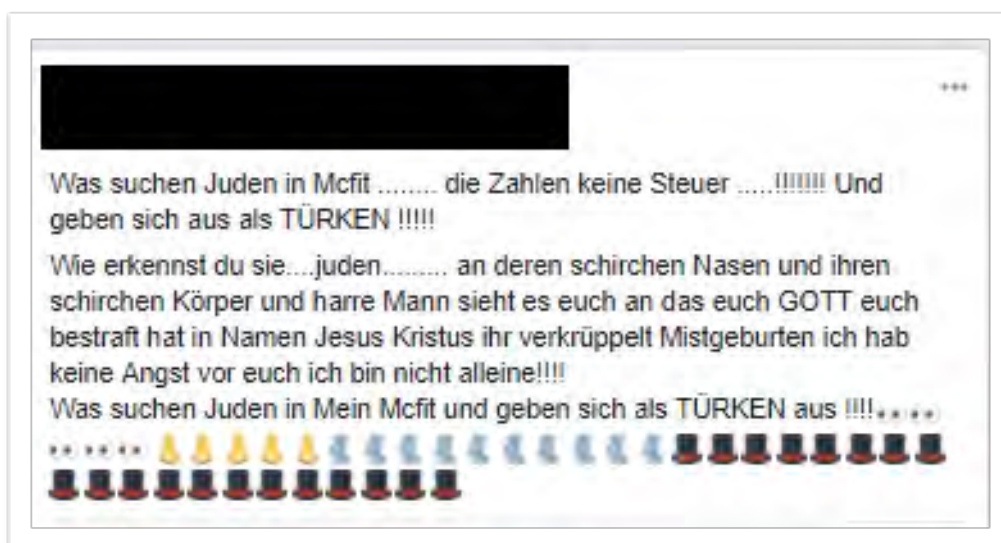 Was suchen Juden in Mcfit ........ die Zahlen keine Steuer .....!!!!!!! Und
geben sich aus als TÜRKEN !!!!!
Wie erkennst du sie....juden......... an deren schirchen Nasen und ihren
schirchen Körper und harre Mann sieht es euch an das euch GOTT euch
bestraft hat in Namen Jesus Kristus ihr verkrüppelt Mistgeburten ich hab
keine Angst vor euch ich bin nicht alleine!!!!
Was suchen Juden in Mein Mcfit und geben sich als TÜRKEN aus !!!!